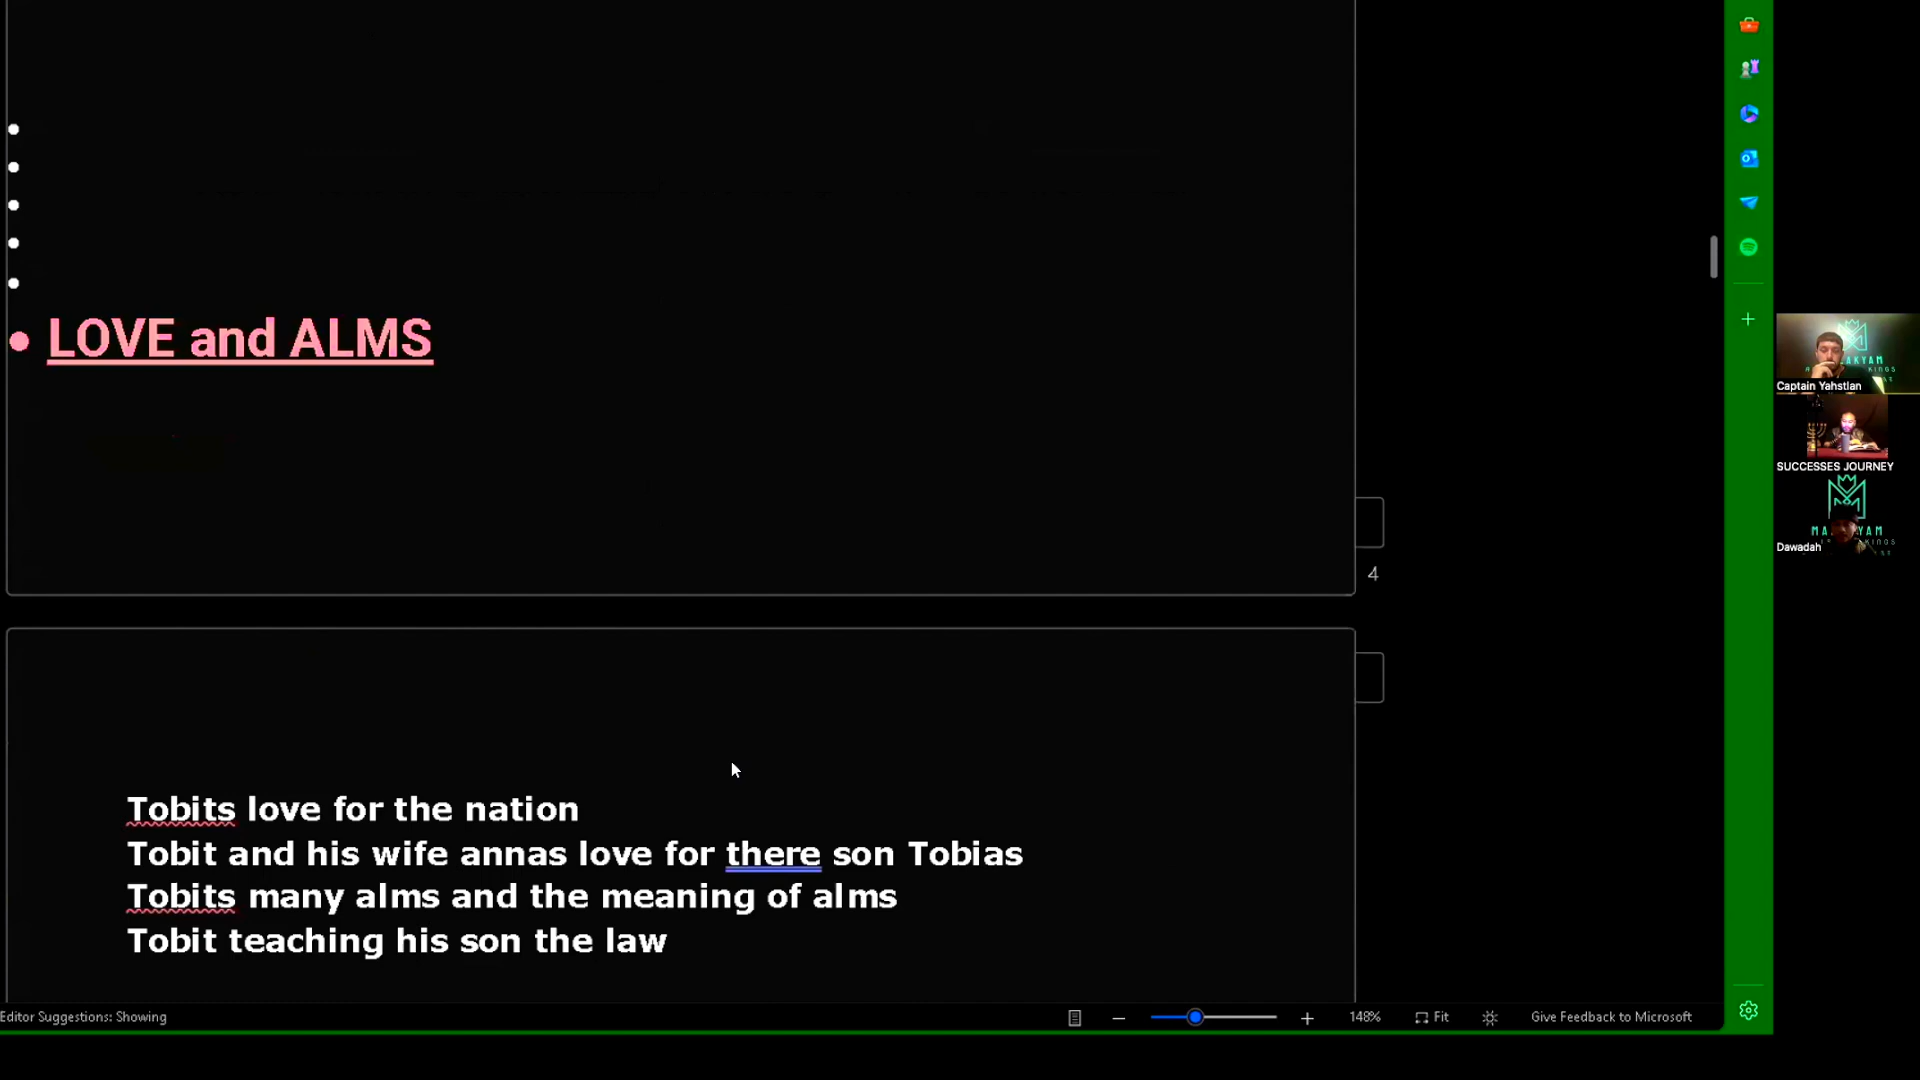 LOVE and ALMS
4
Tobits love for the nation
Tobit and his wife annas love for there son Tobias
Tobits many alms and the meaning of alms
Tobit teaching his son the law
Editor Suggestions: Showing
148%
Fit
Give Feedback to Microsoft
Captain Yahstlan
SUCCESSES JOURNEY
Dawadah